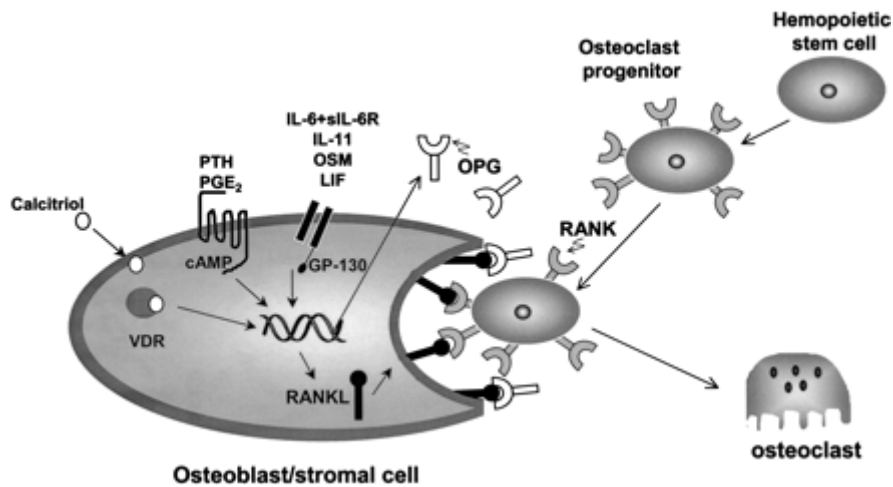 Hemopoietic
stem cell
Osteoclast
progenitor
IL-6+sIL-6R
IL-11
OSM
LIF
PTH
PGE₂
OPG
Calcitriol
RANK
cAMP
GP-130
VDR
RANKL
osteoclast
Osteoblast/stromal cell